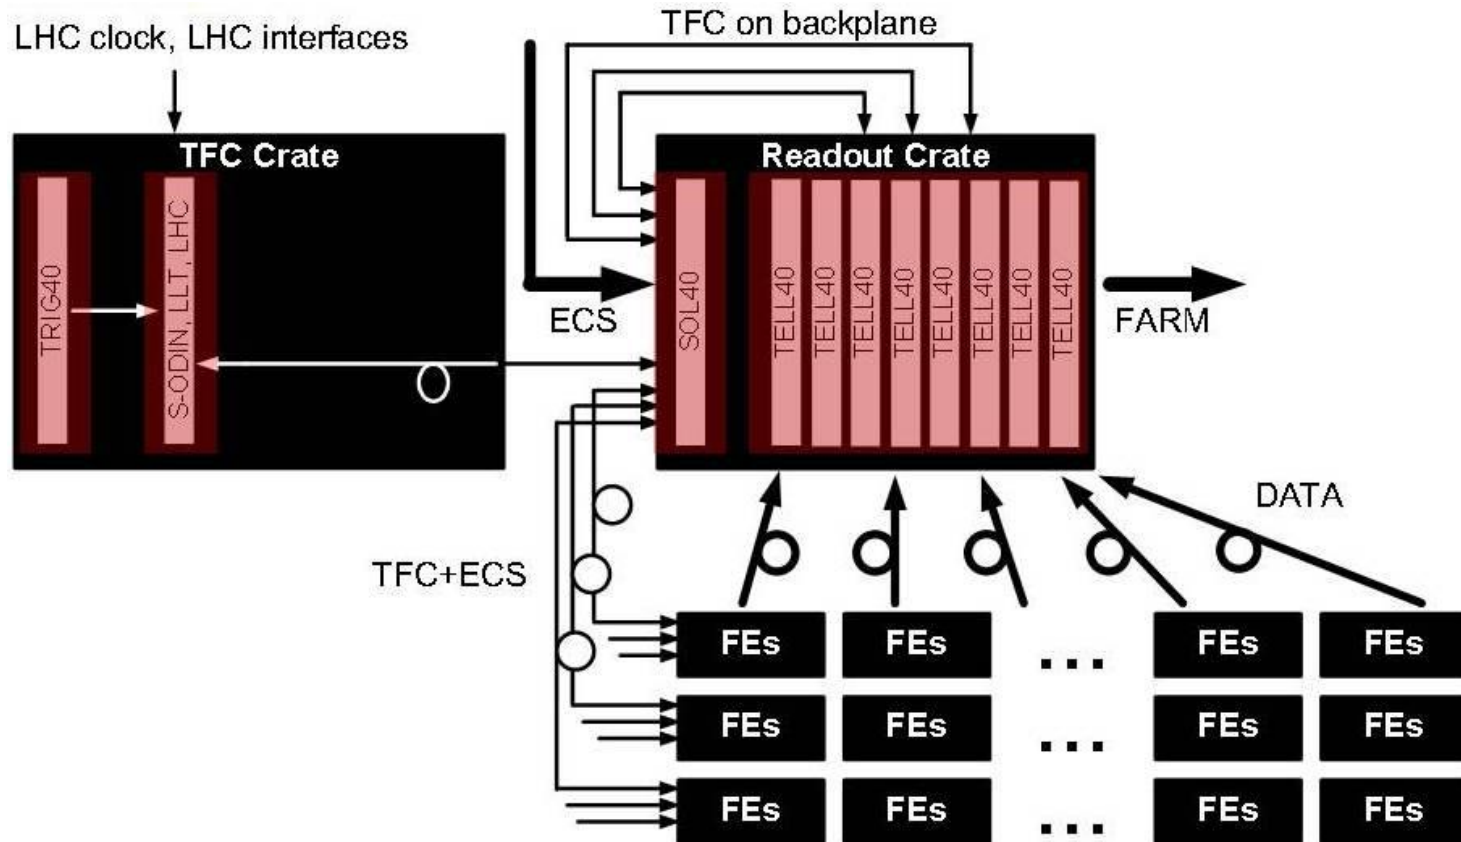 LHC clock, LHC interfaces
TFC on backplane
TFC Crate
Readout Crate
TRIG40
S-ODIN, LLT, LHC
SOL40
TELL40
TELL40
TELL40
TELL40
TELL40
TELL40
TELL40
TELL40
ECS
FARM
DATA
TFC+ECS
FEs FEs ... FEs FEs
FEs FEs ... FEs FEs
FEs FEs ... FEs FEs